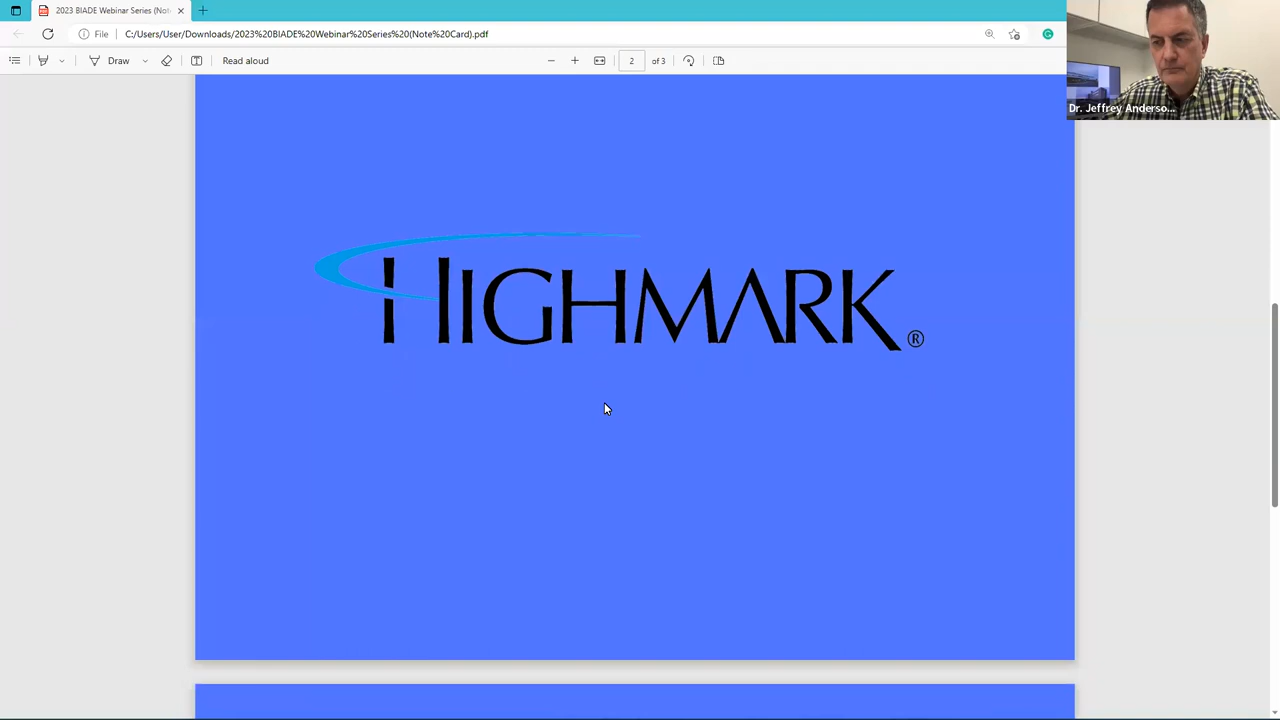 2023 BIADE Webinar Series (Not
File
C:/Users/User/Downloads/2023%20BIADE%20Webinar%20Series%20(Note%20Card).pdf
Draw
Read aloud
2 of 3
Dr. Jeffrey Anderso...
HIGHMARK®